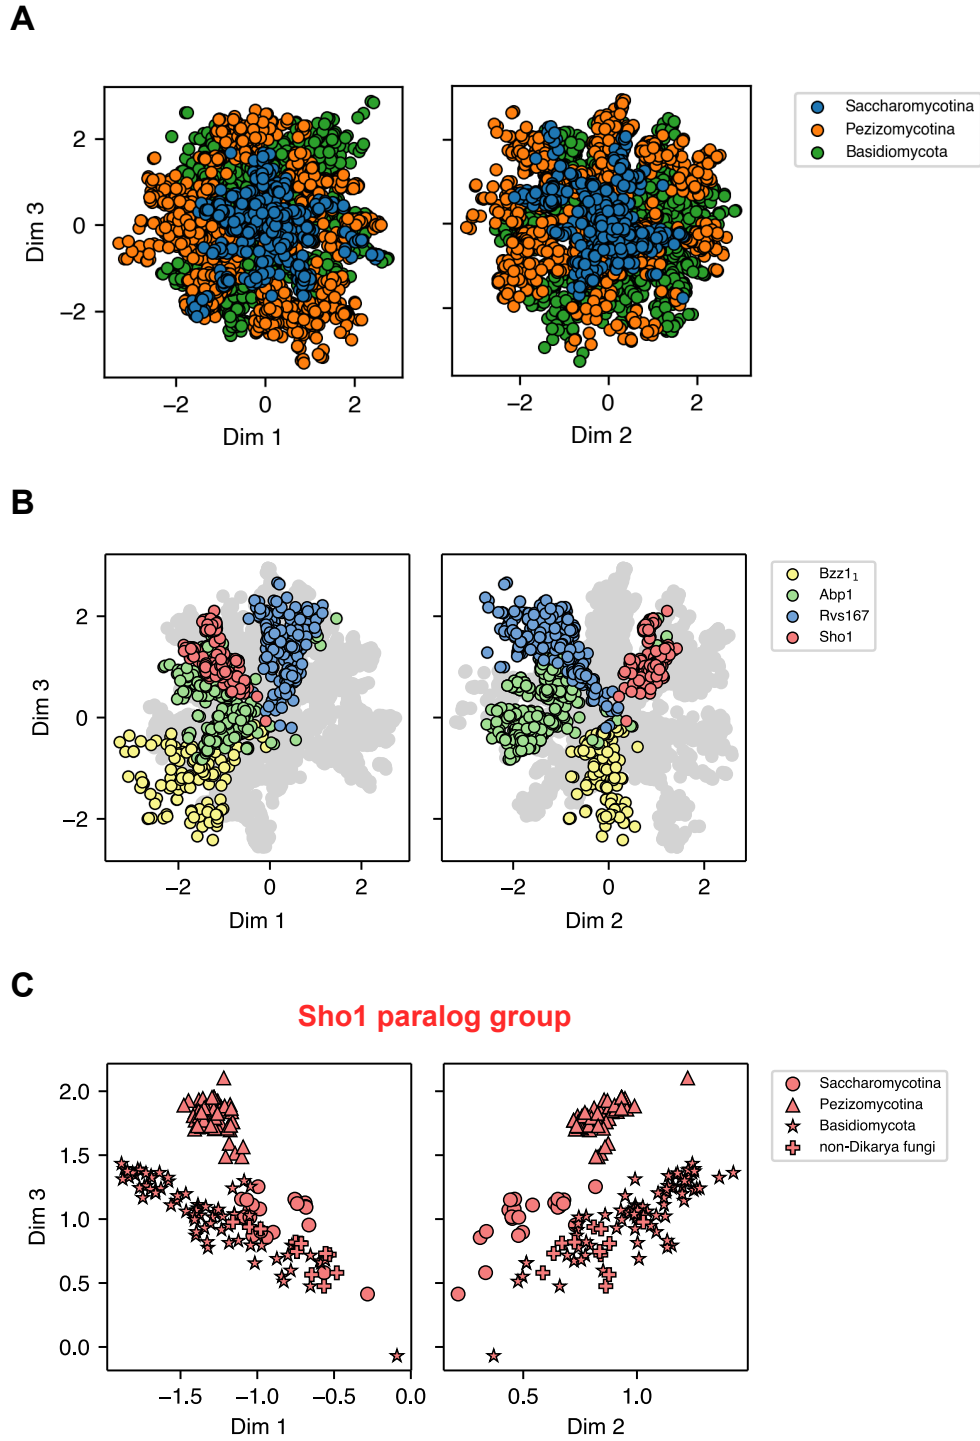 A
Dim 3
2
0
−2
−2 0 2
Dim 1
−2 0 2
Dim 2
Saccharomycotina
Pezizomycotina
Basidiomycota
B
Dim 3
2
0
−2
−2 0 2
Dim 1
−2 0 2
Dim 2
Bzz1₁
Abp1
Rvs167
Sho1
C
Sho1 paralog group
Dim 3
2.0
1.5
1.0
0.5
0.0
−1.5 −1.0 −0.5 0.0
Dim 1
0.5 1.0
Dim 2
Saccharomycotina
Pezizomycotina
Basidiomycota
non-Dikarya fungi